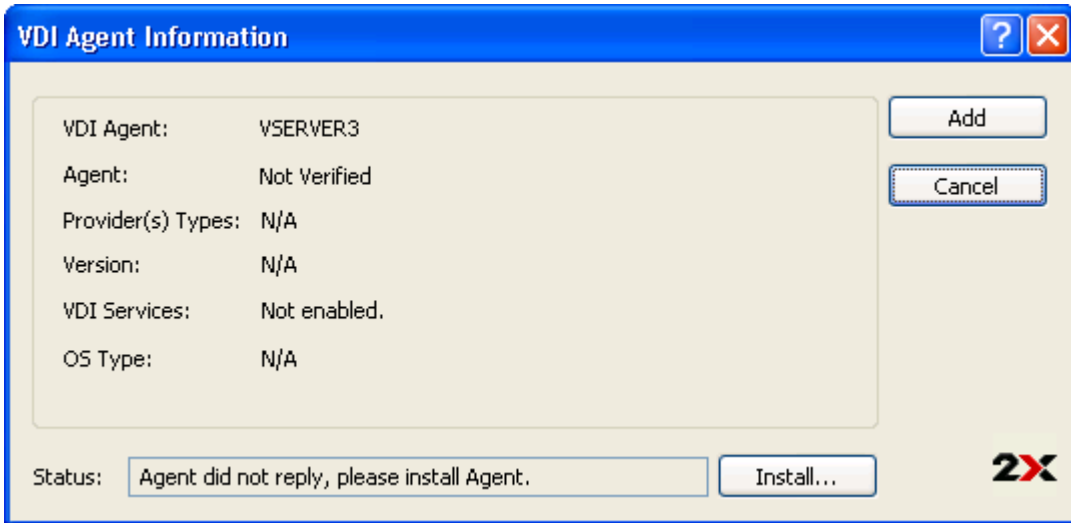 VDI Agent Information
VDI Agent: VSERVER3
Add
Agent: Not Verified
Cancel
Provider(s) Types: N/A
Version: N/A
VDI Services: Not enabled.
OS Type: N/A
Status: Agent did not reply, please install Agent. Install...
2X